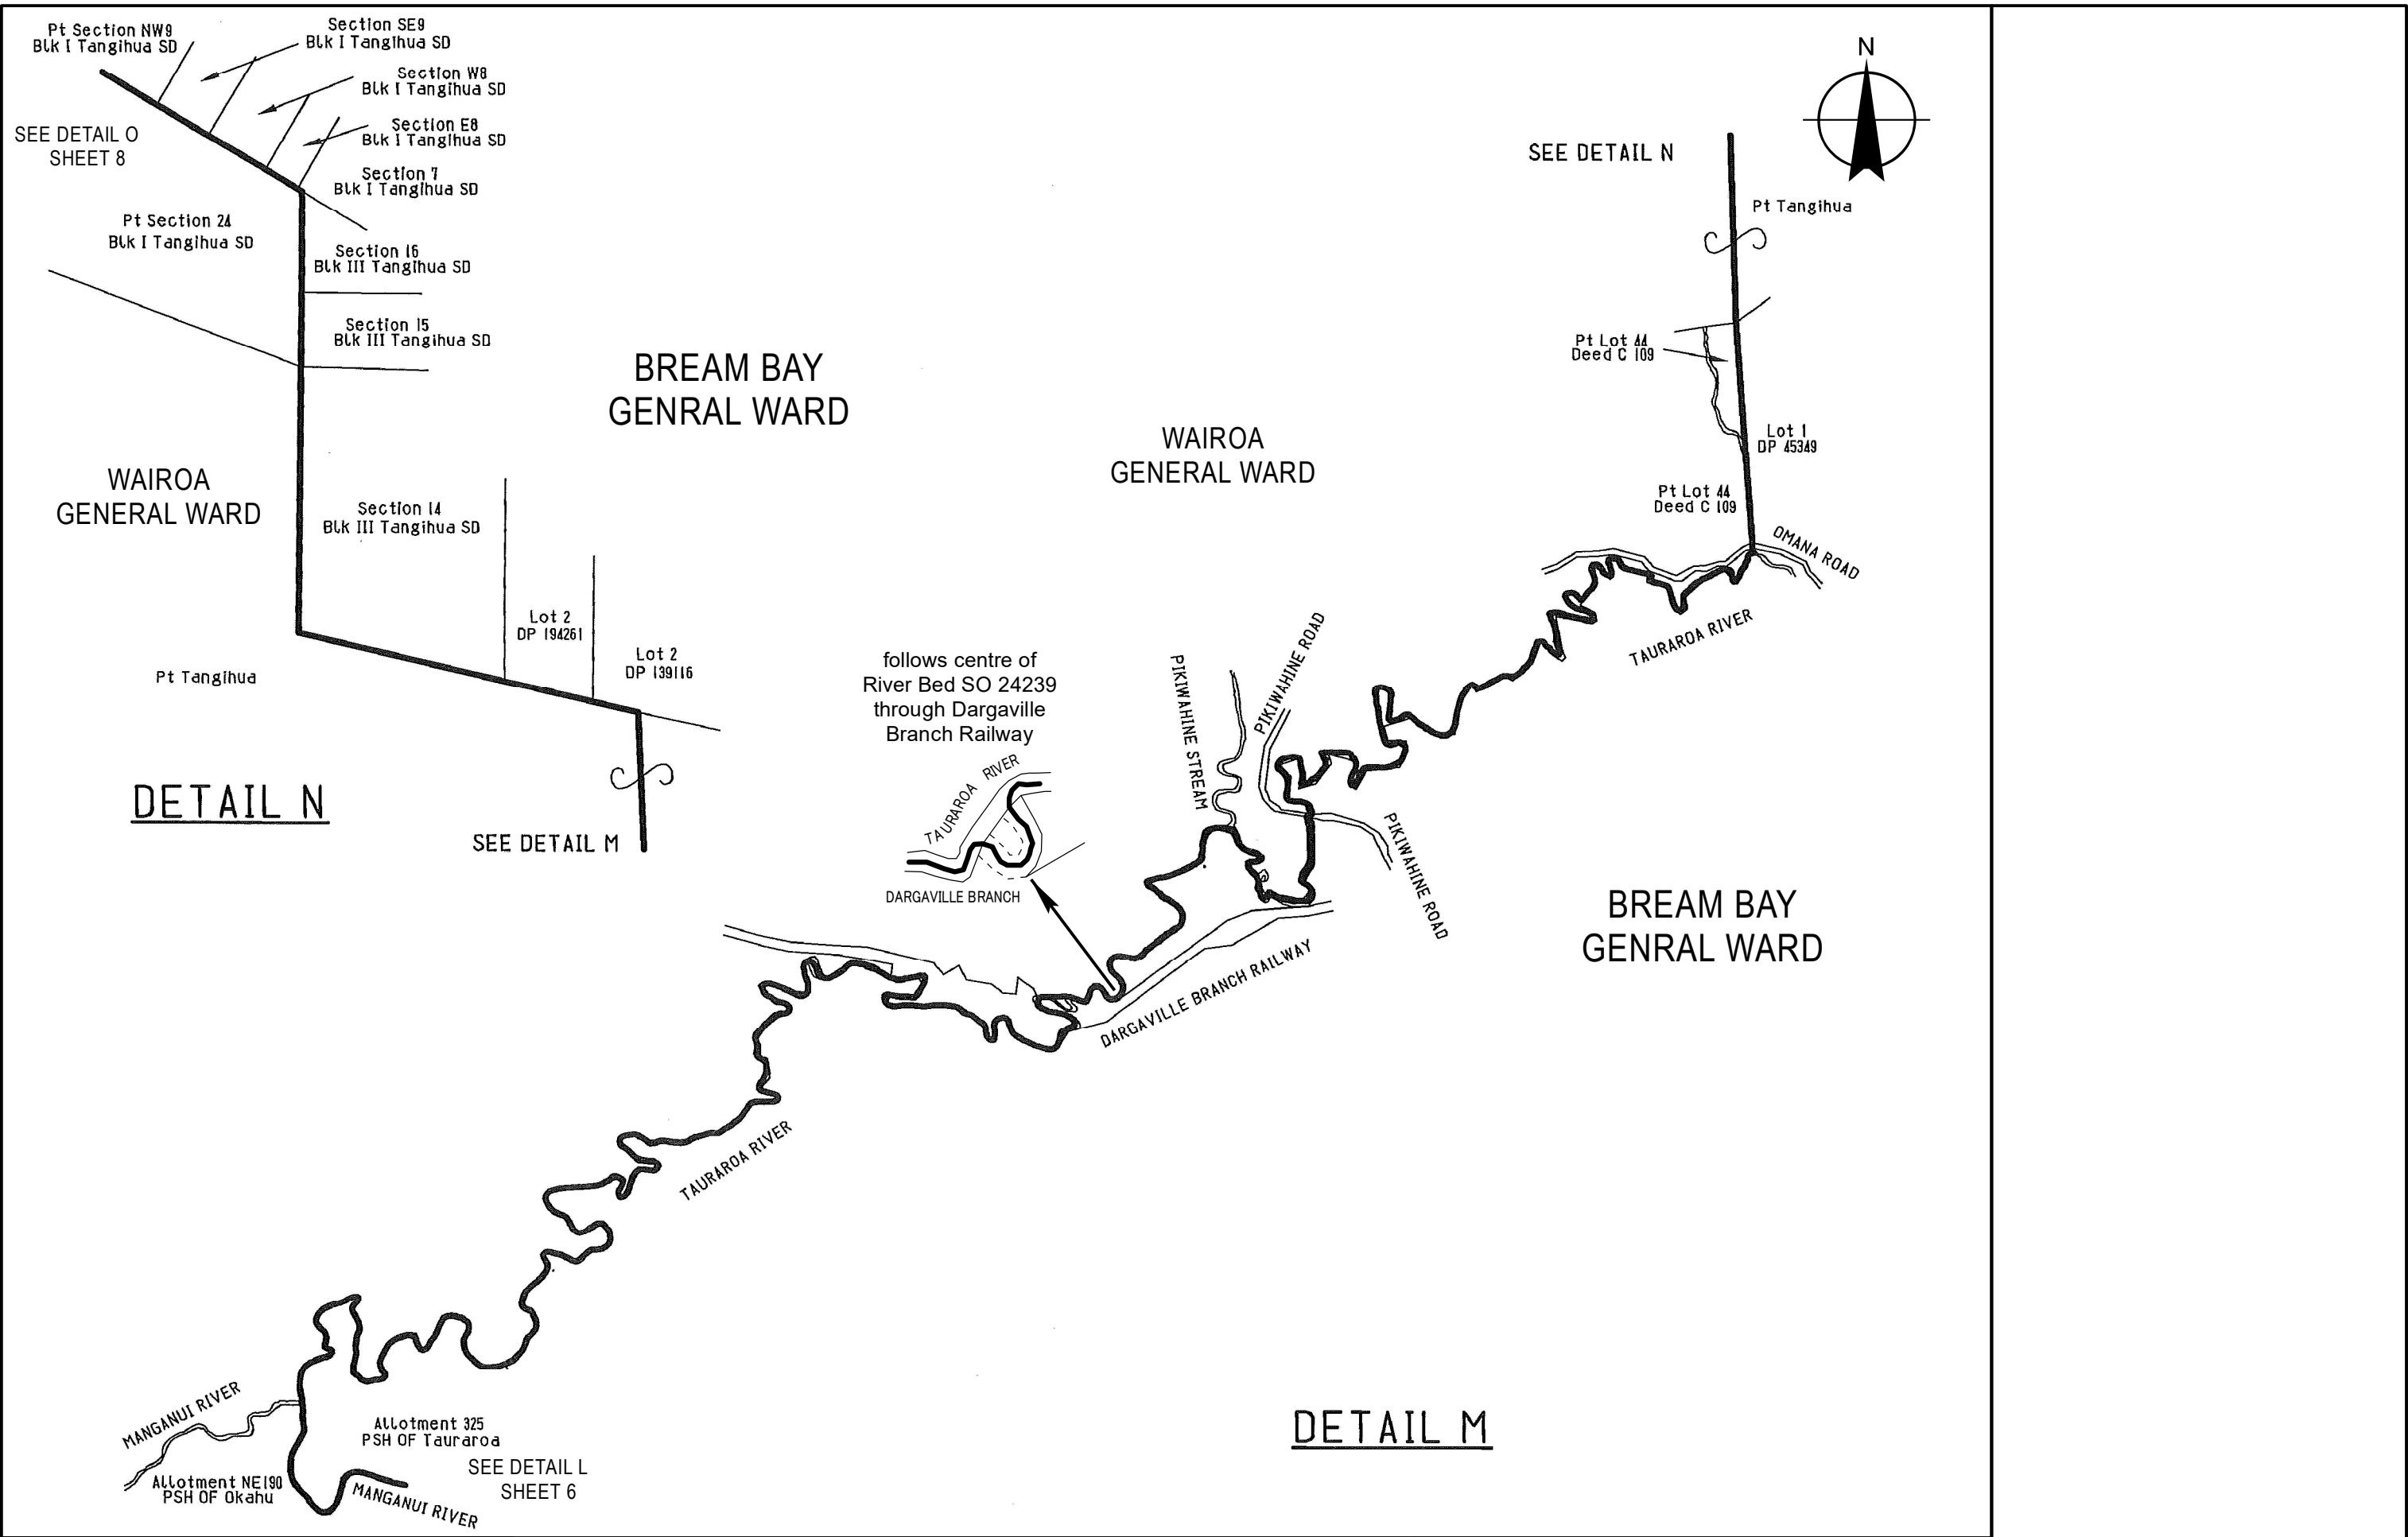 Pt Section NW9
Blk I Tangihua SD
Section SE9
Blk I Tangihua SD
Section W8
Blk I Tangihua SD
Section E8
Blk I Tangihua SD
Section 7
Blk I Tangihua SD
SEE DETAIL O
SHEET 8
Pt Section 24
Blk I Tangihua SD
Section 16
Blk III Tangihua SD
Section 15
Blk III Tangihua SD
BREAM BAY
GENRAL WARD
WAIROA
GENERAL WARD
Section 14
Blk III Tangihua SD
Lot 2
DP 194261
Lot 2
DP 139116
Pt Tangihua
DETAIL N
SEE DETAIL M
N
SEE DETAIL N
Pt Tangihua
Pt Lot 44
Deed C 109
Lot 1
DP 45349
Pt Lot 44
Deed C 109
WAIROA
GENERAL WARD
OMANA ROAD
TAURAROA RIVER
PIKIWAHINE ROAD
PIKIWAHINE STREAM
follows centre of
River Bed SO 24239
through Dargaville
Branch Railway
TAURAROA RIVER
DARGAVILLE BRANCH
PIKIWAHINE ROAD
BREAM BAY
GENRAL WARD
DARGAVILLE BRANCH RAILWAY
TAURAROA RIVER
MANGANUI RIVER
Allotment 325
PSH OF Tauraroa
SEE DETAIL L
SHEET 6
Allotment NE190
PSH OF Okahu
MANGANUI RIVER
DETAIL M